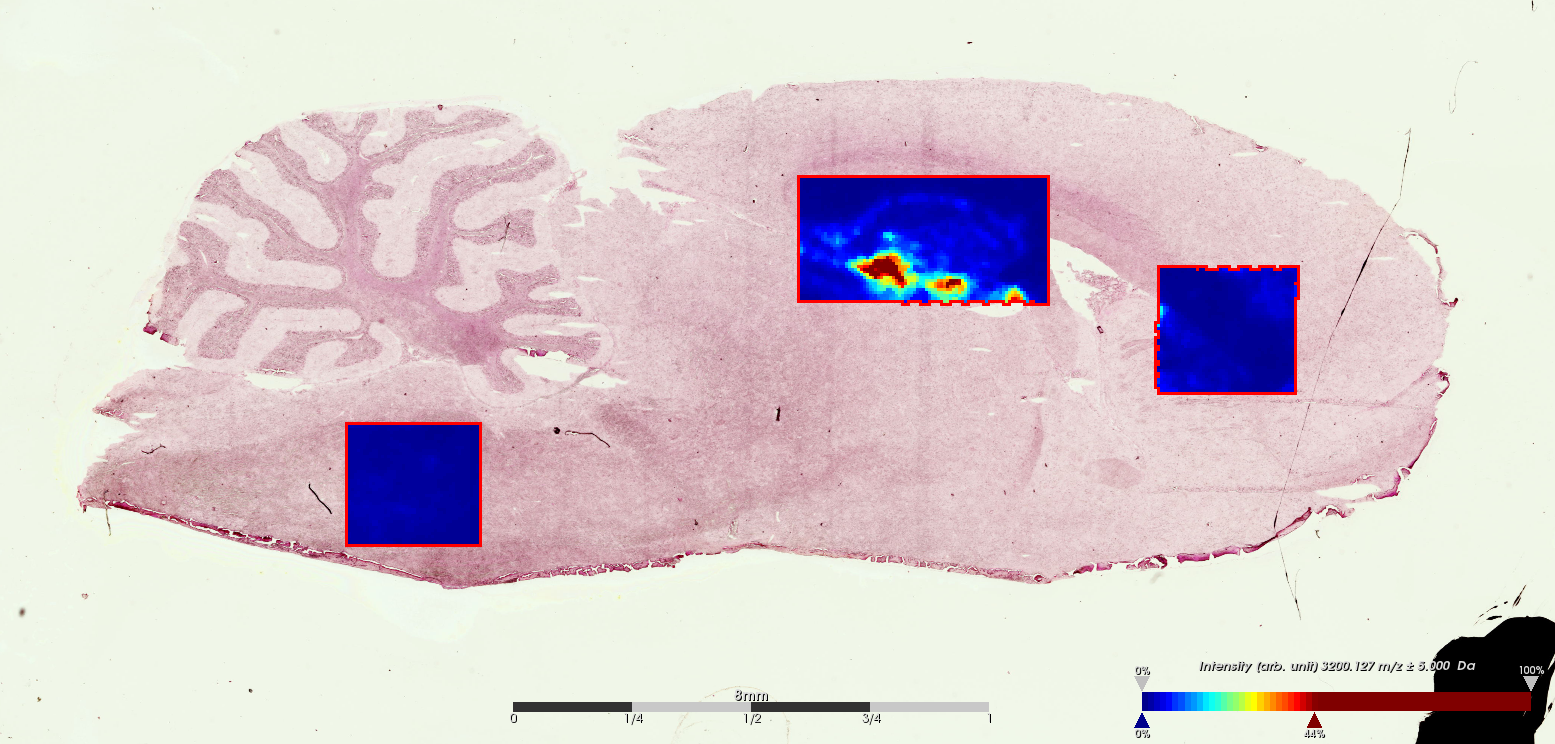 8mm
0 1/4 1/2 3/4 1
Intensity (arb. unit) 3200.127 m/z ± 5.000 Da
0% 100%
0% 44%